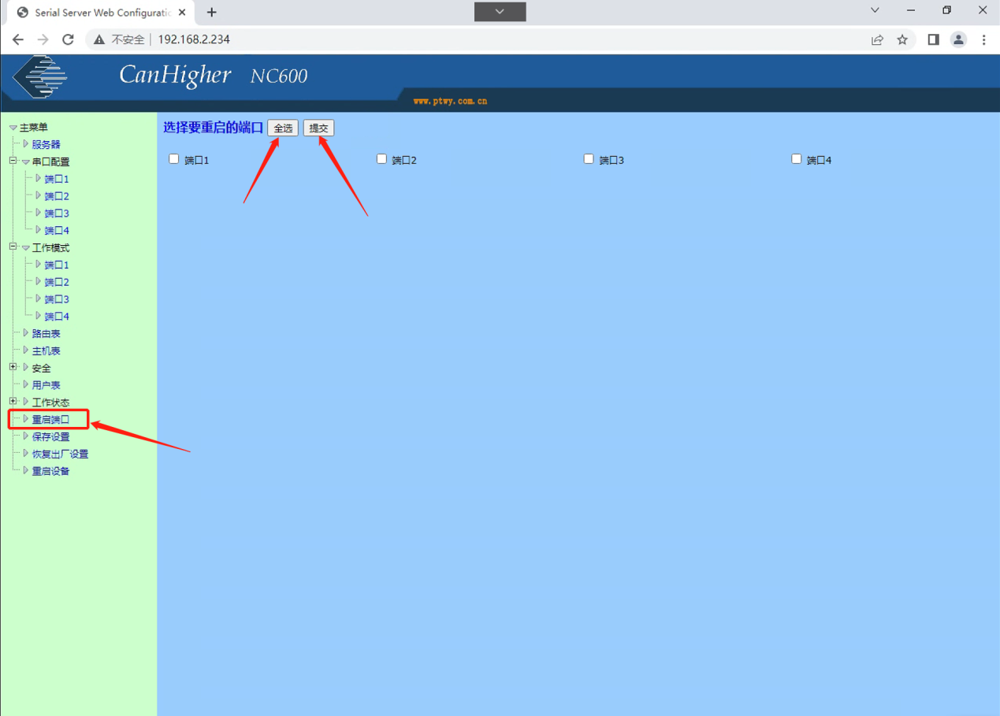 Serial Server Web Configuratic
不安全
192.168.2.234
CanHigher NC600
www.ptwy.com.cn
主菜单
服务器
串口配置
端口1
端口2
端口3
端口4
工作模式
端口1
端口2
端口3
端口4
路由表
主机表
安全
用户表
工作状态
重启端口
保存设置
恢复出厂设置
重启设备
选择要重启的端口 全选 提交
端口1 端口2 端口3 端口4